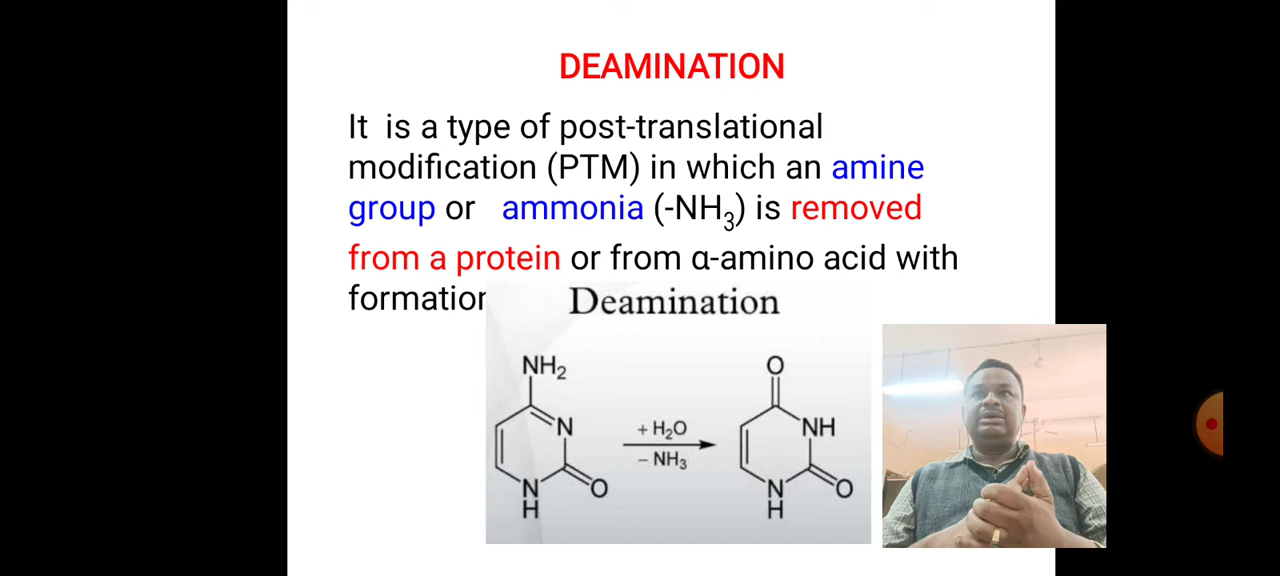 DEAMINATION
It is a type of post-translational
modification (PTM) in which an amine
group or ammonia (-NH₃) is removed
from a protein or from α-amino acid with
Deamination
NH₂
N
N
H
O
+ H₂O
− NH₃
O
NH
N
H
O